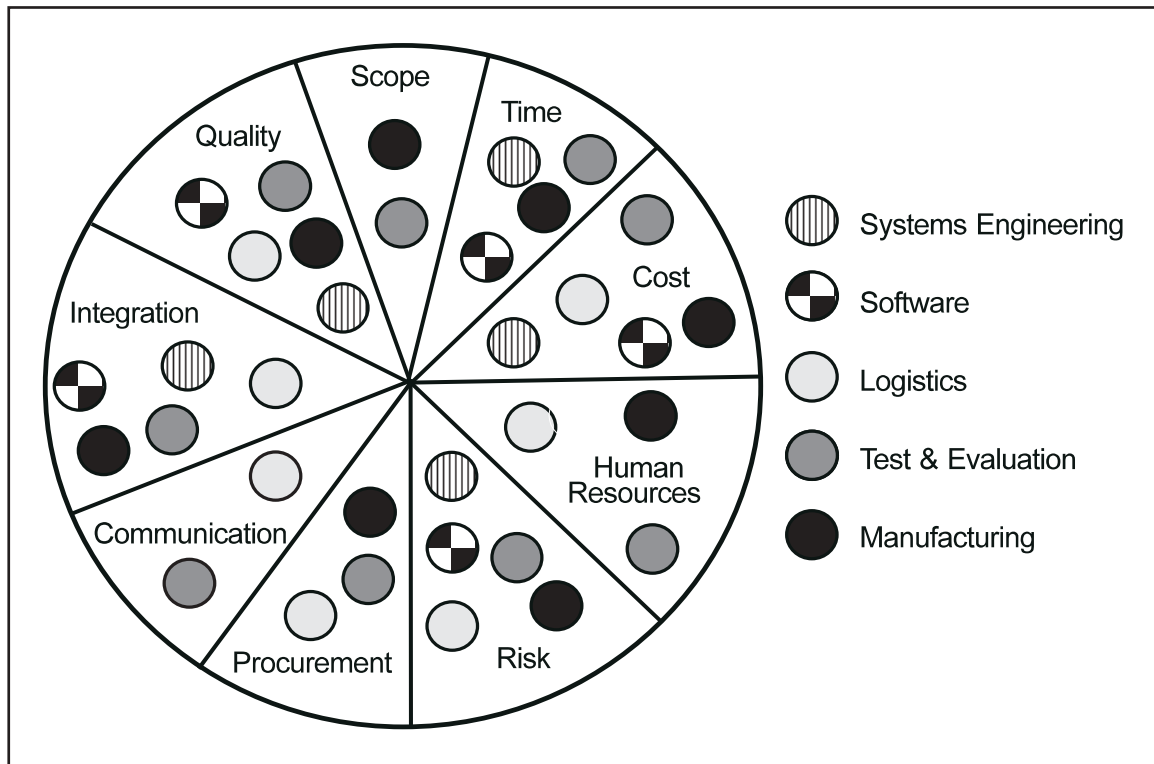 Scope
Time
Quality
Cost
Integration
Human
Resources
Communication
Procurement
Risk
Systems Engineering
Software
Logistics
Test & Evaluation
Manufacturing